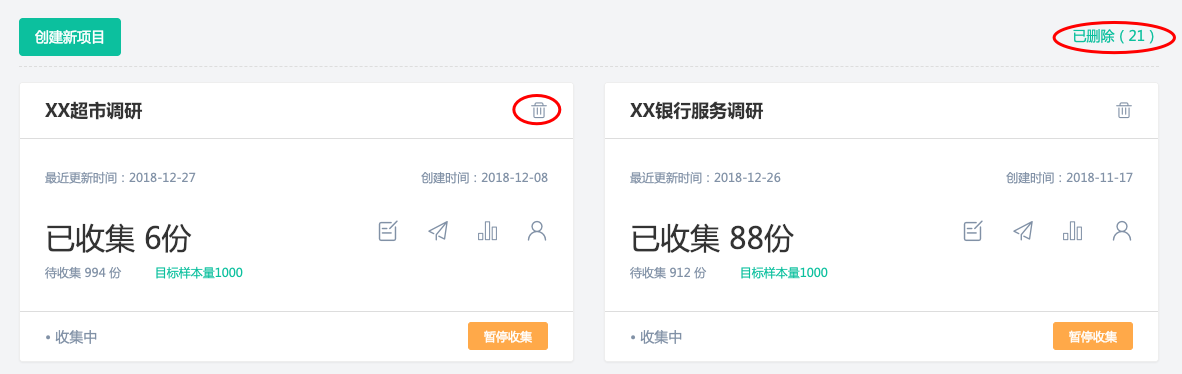 创建新项目
已删除（21）
XX超市调研
最近更新时间：2018-12-27
创建时间：2018-12-08
已收集 6份
待收集 994 份
目标样本量1000
• 收集中
暂停收集
XX银行服务调研
最近更新时间：2018-12-26
创建时间：2018-11-17
已收集 88份
待收集 912 份
目标样本量1000
• 收集中
暂停收集